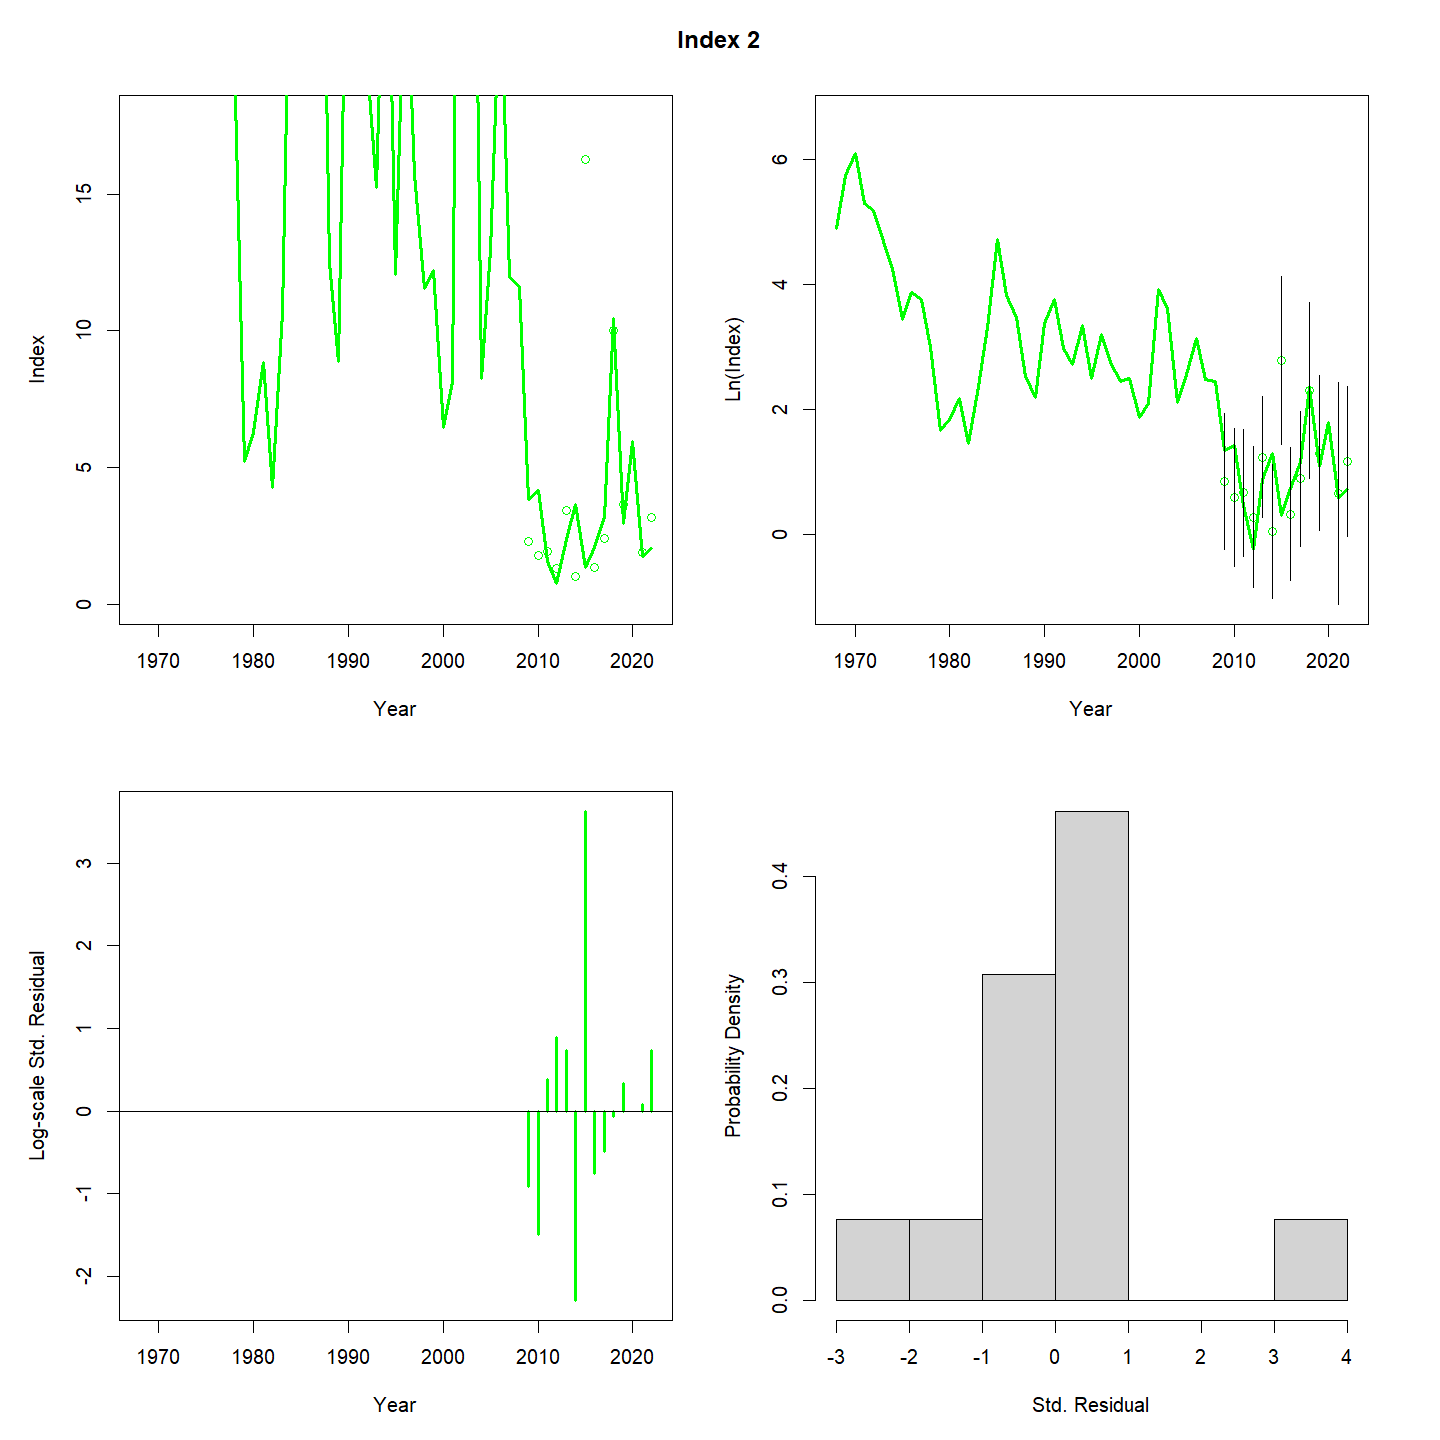 Index 2
Index
15
10
5
0
1970 1980 1990 2000 2010 2020
Year
Ln(Index)
6
4
2
0
1970 1980 1990 2000 2010 2020
Year
Log-scale Std. Residual
3
2
1
0
-1
-2
1970 1980 1990 2000 2010 2020
Year
Probability Density
0.4
0.3
0.2
0.1
0.0
-3 -2 -1 0 1 2 3 4
Std. Residual